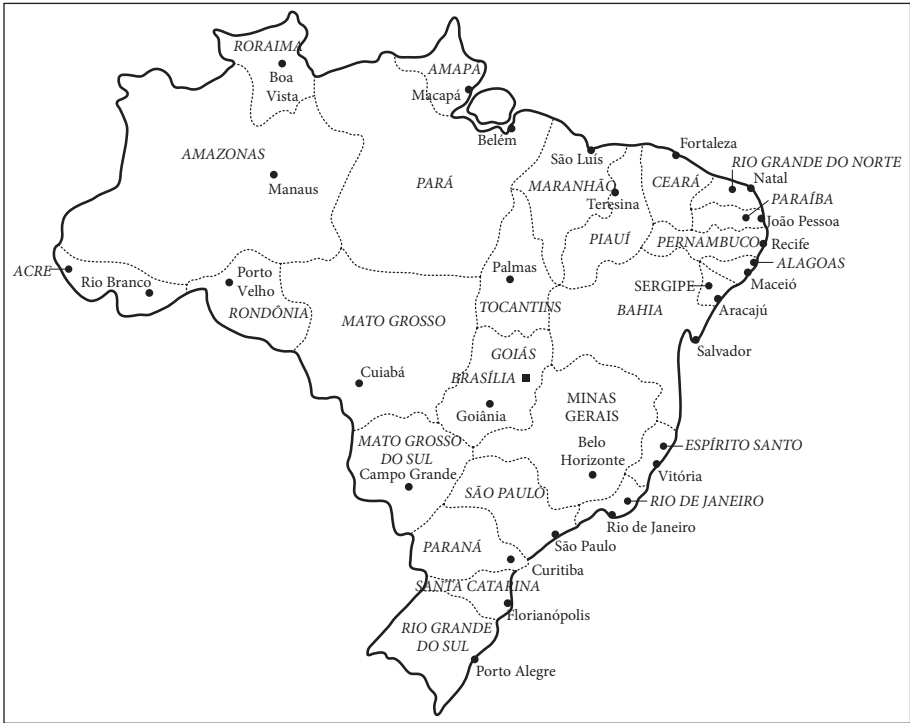 RORAIMA
Boa
Vista
AMAPA
Macapá
Belém
AMAZONAS
Manaus
PARÁ
São Luís
MARANHÃO
Teresina
Fortaleza
CEARÁ
RIO GRANDE DO NORTE
Natal
PARAÍBA
João Pessoa
PIAUÍ
PERNAMBUCO
Recife
ALAGOAS
Maceió
SERGIPE
Aracajú
BAHIA
Salvador
ACRE
Rio Branco
Porto
Velho
RONDÔNIA
Palmas
TOCANTINS
MATO GROSSO
Cuiabá
GOIÁS
BRASÍLIA
Goiânia
MINAS
GERAIS
Belo
Horizonte
ESPÍRITO SANTO
Vitória
MATO GROSSO
DO SUL
Campo Grande
SÃO PAULO
RIO DE JANEIRO
Rio de Janeiro
São Paulo
PARANÁ
Curitiba
SANTA CATARINA
Florianópolis
RIO GRANDE
DO SUL
Porto Alegre